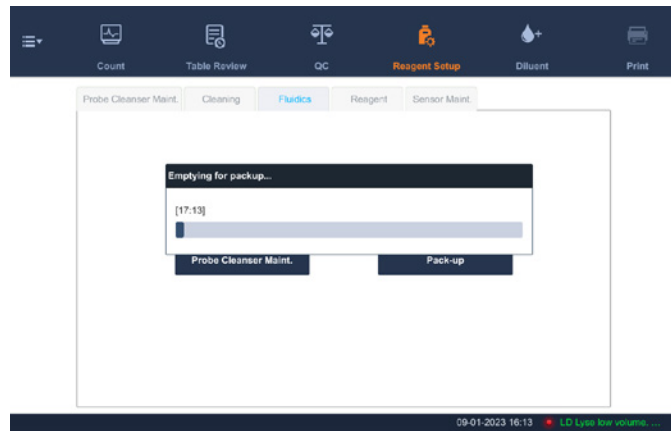 Count Table Review QC Reagent Setup Diluent Print
Probe Cleanser Maint. Cleaning Fluidics Reagent Sensor Maint.
Emptying for packup...
[17:13]
Probe Cleanser Maint. Pack-up
09-01-2023 16:13 LD Lyse low volume. ...